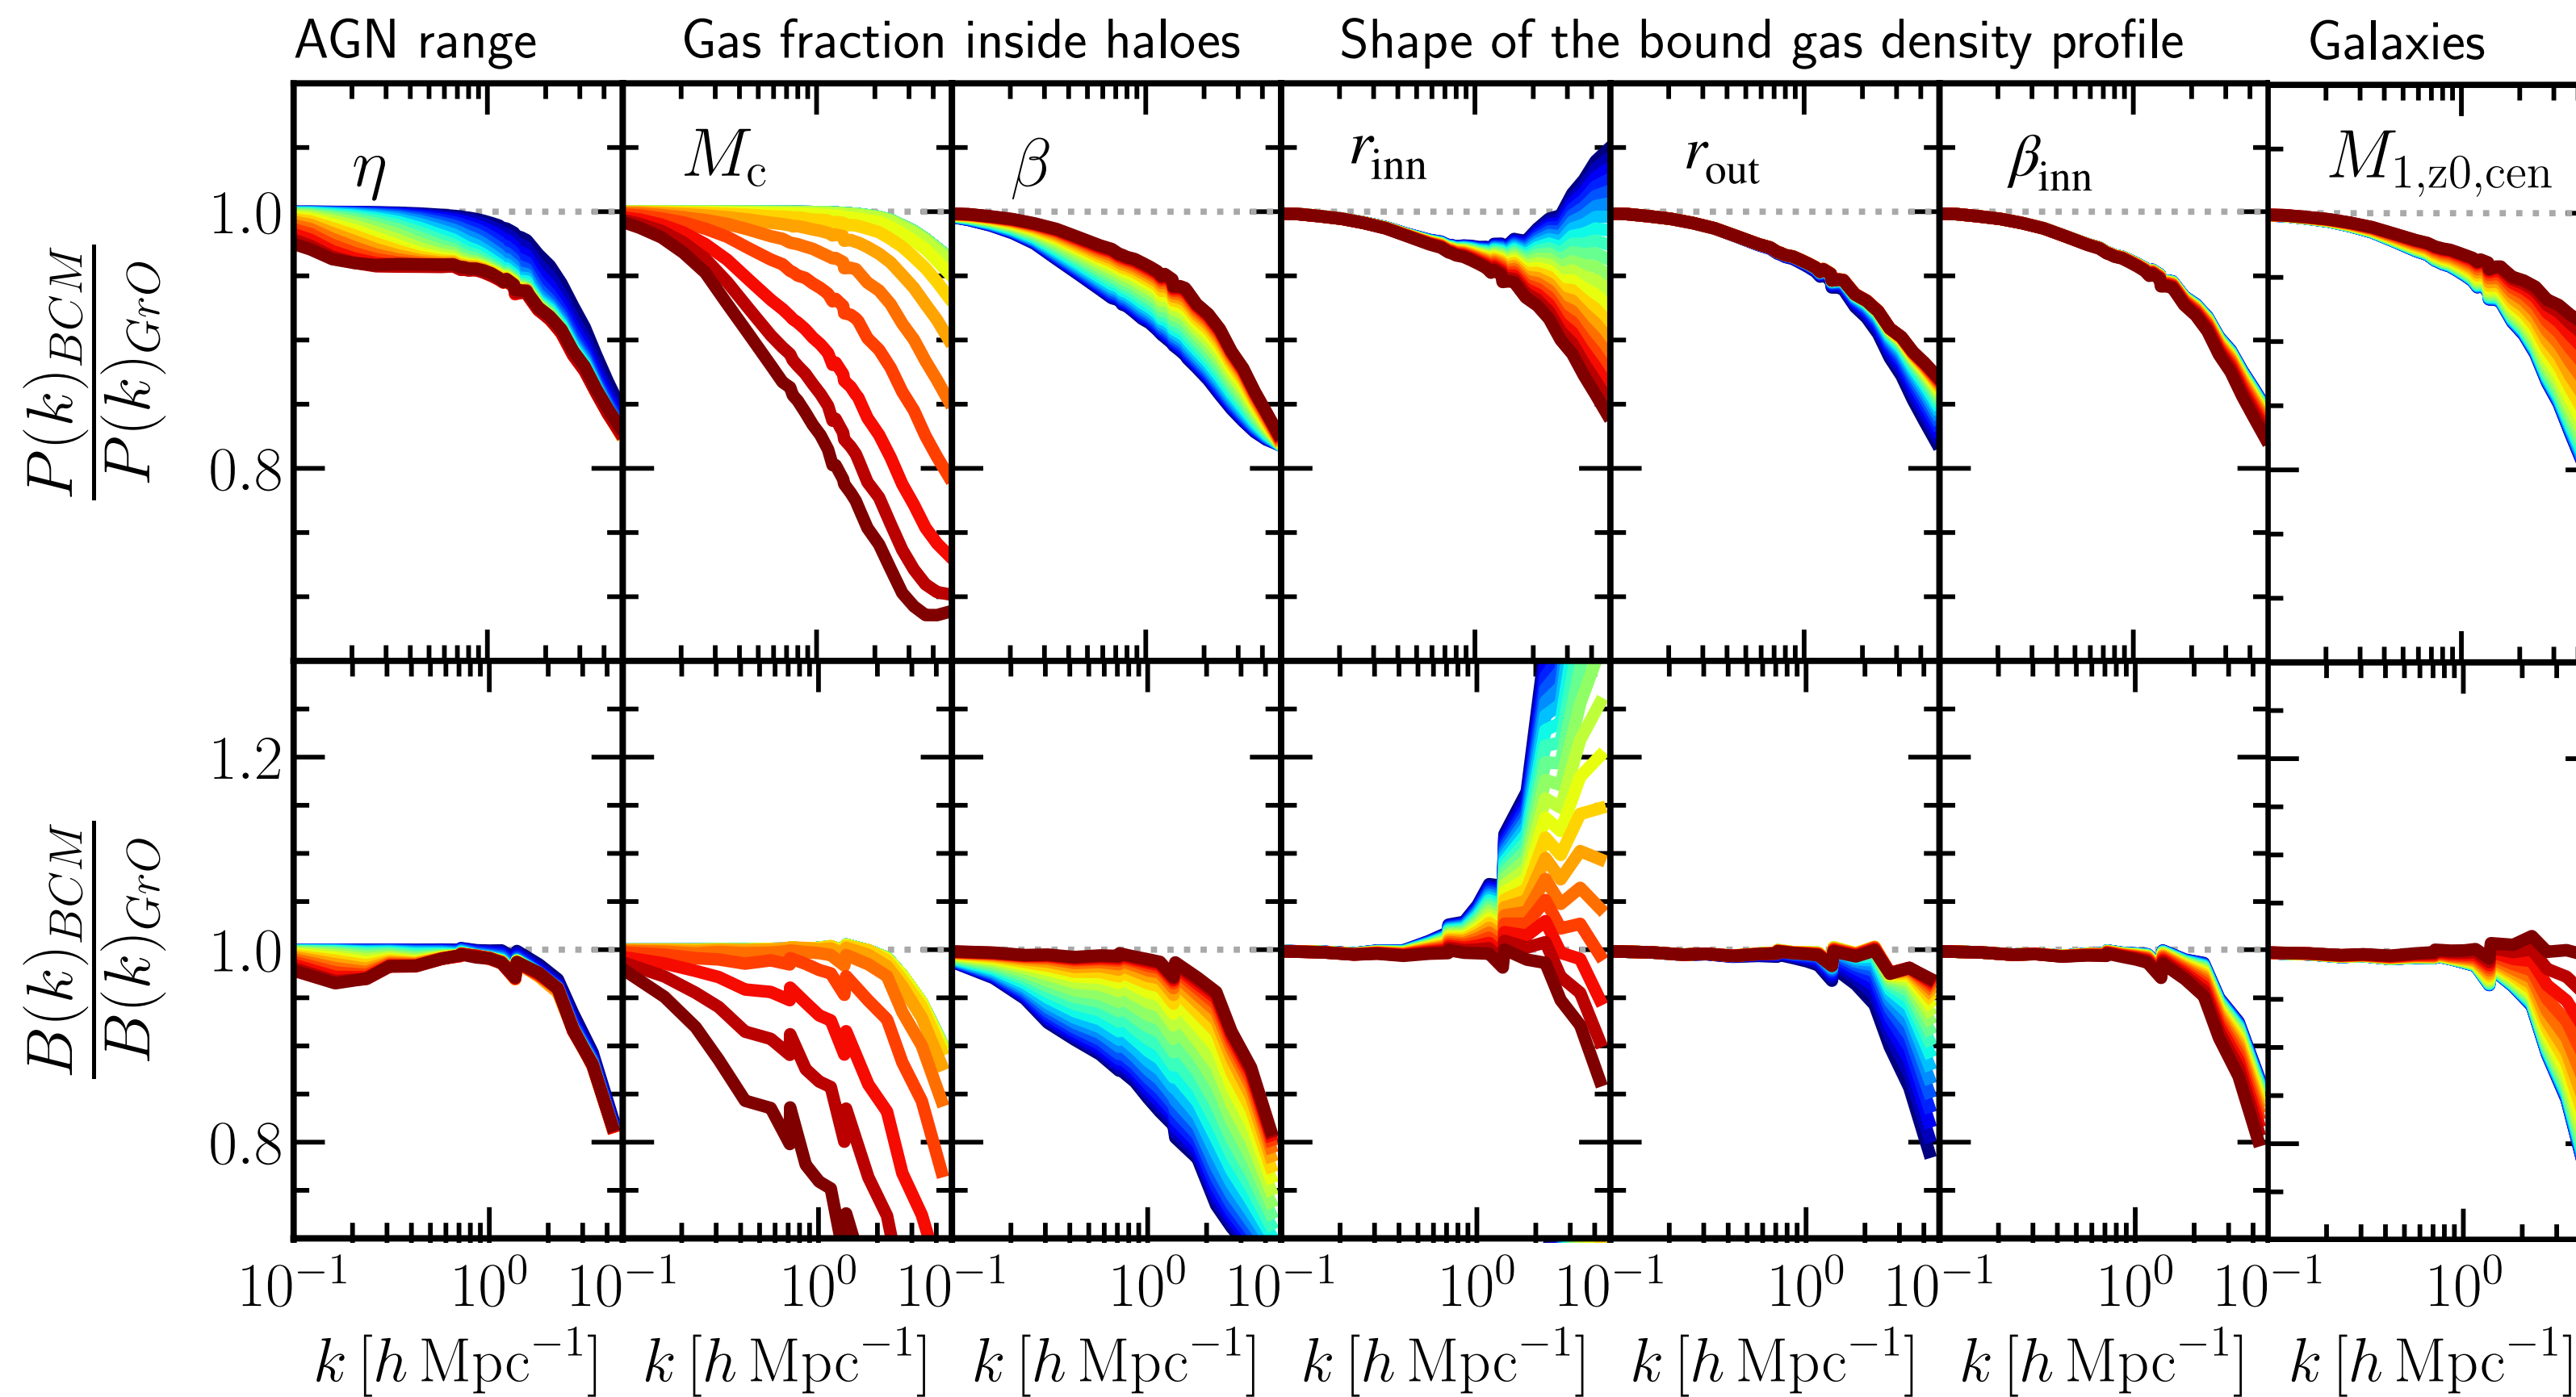 AGN range Gas fraction inside haloes Shape of the bound gas density profile Galaxies
η M_c β r_inn r_out β_inn M_1,z0,cen
P(k)_BCM / P(k)_GrO
1.0
0.8
B(k)_BCM / B(k)_GrO
1.2
1.0
0.8
10^−1 10^0 10^−1 10^0 10^−1 10^0 10^−1 10^0 10^−1 10^0 10^−1 10^0 10^−1 10^0
k [h Mpc^−1] k [h Mpc^−1] k [h Mpc^−1] k [h Mpc^−1] k [h Mpc^−1] k [h Mpc^−1] k [h Mpc^−1]